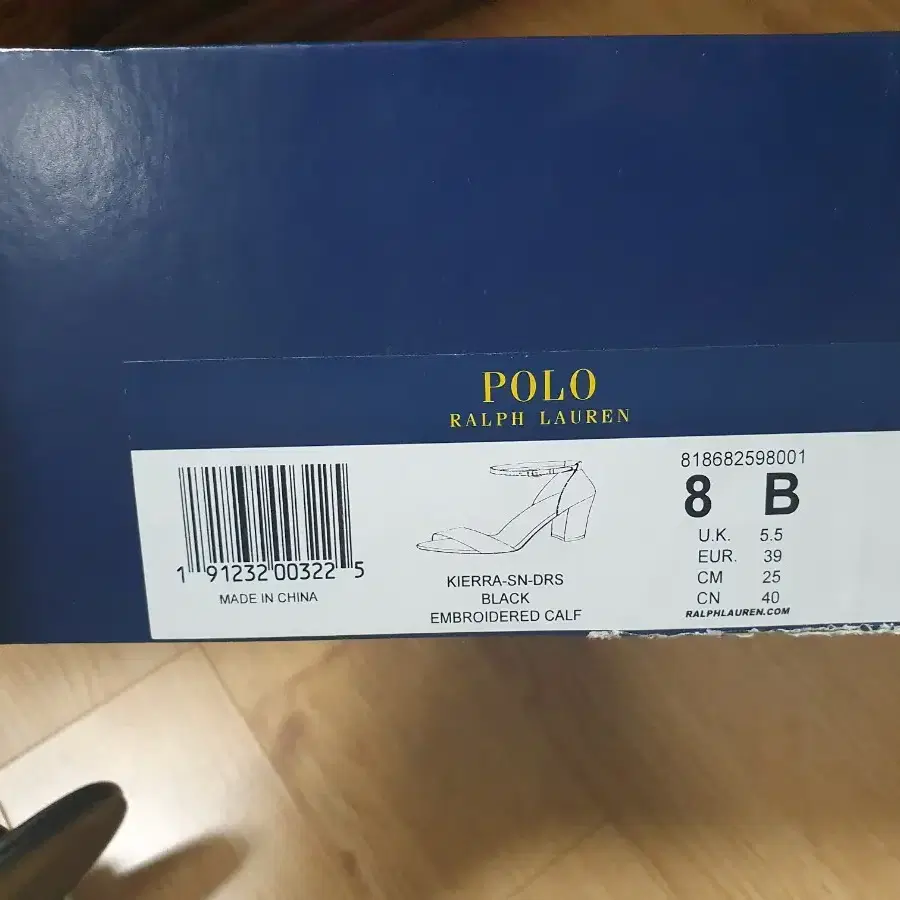 POLO
RALPH LAUREN
1 91232 00322 5
MADE IN CHINA
KIERRA-SN-DRS
BLACK
EMBROIDERED CALF
818682598001
8 B
U.K. 5.5
EUR. 39
CM 25
CN 40
RALPHLAUREN.COM